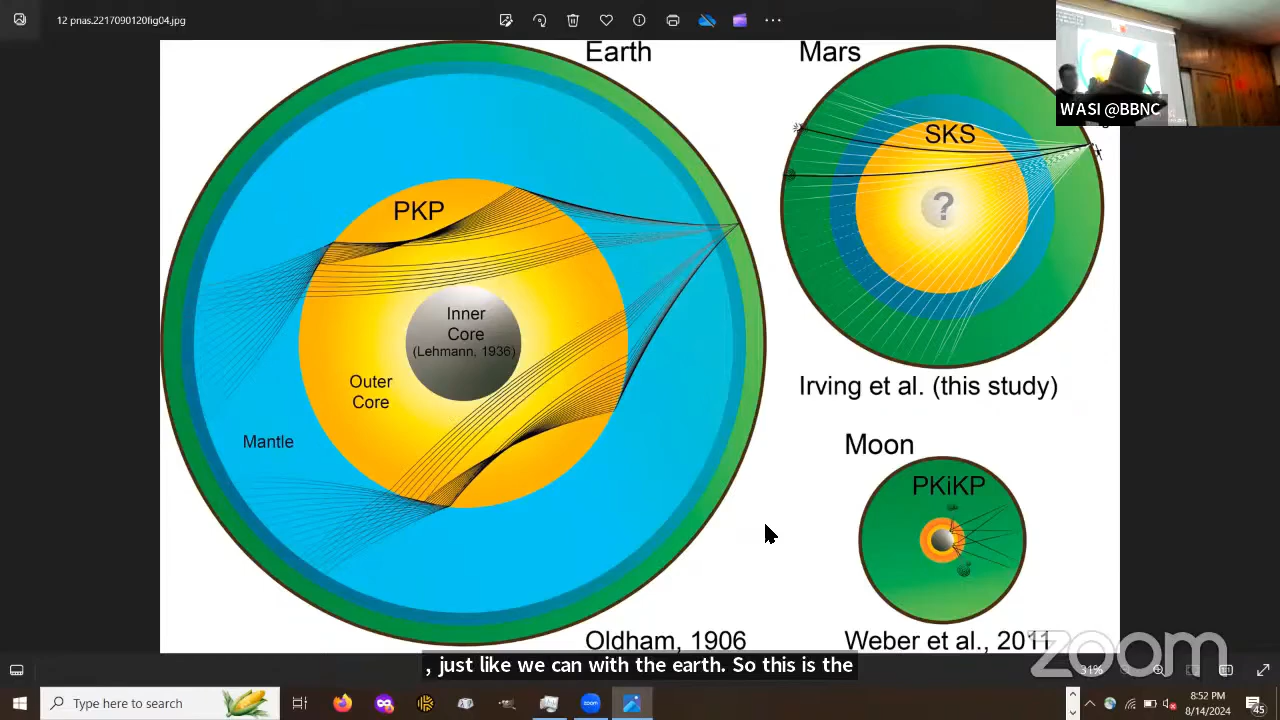 12 pnas.2217090120fig04.jpg
Earth
Mars
WASI @BBNC
SKS
?
PKP
Inner
Core
(Lehmann, 1936)
Outer
Core
Mantle
Irving et al. (this study)
Moon
PKiKP
Oldham, 1906
Weber et al., 2011
zoom
, just like we can with the earth. So this is the
31%
Type here to search
zoom
8:52 PM
8/14/2024
45